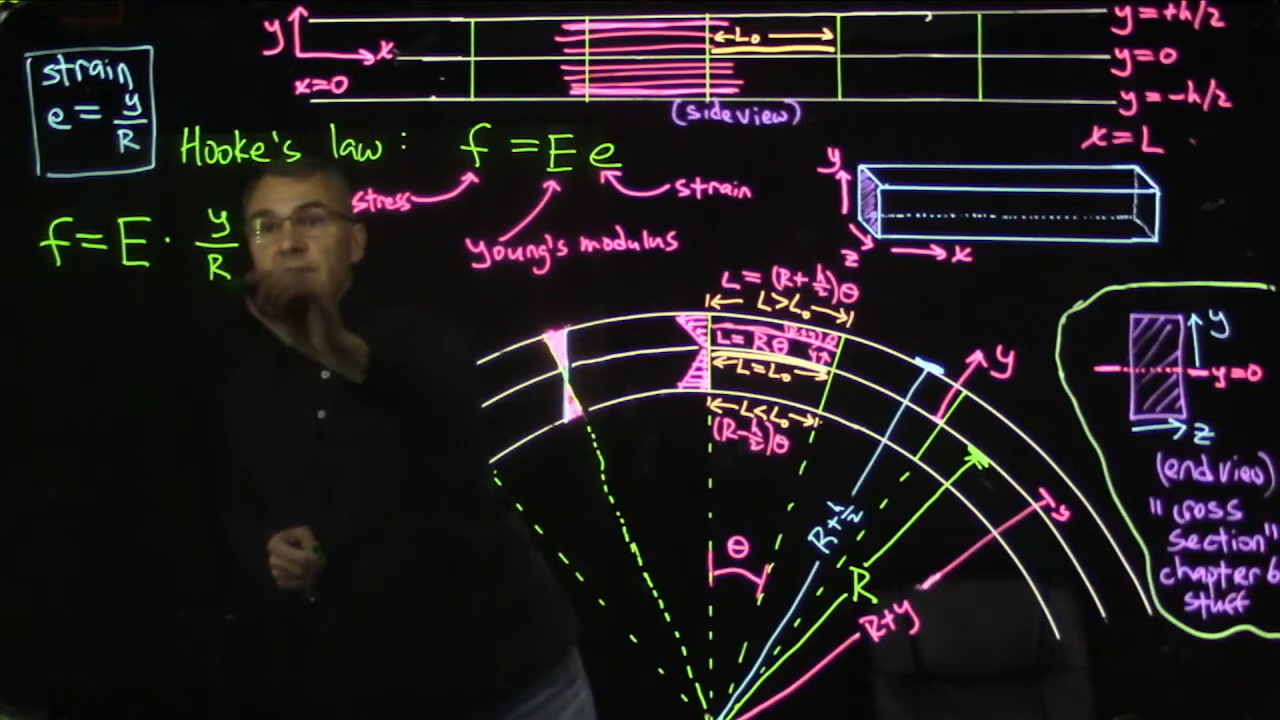 strain
e = y/R
y
x
x=0
L₀
y=+h/2
y=0
y=-h/2
x=L
(sideview)
Hooke's law: f = E e
stress
strain
young's modulus
f = E · y/R
y
z
x
L = (R+h/2)θ
L>L₀
L = Rθ
(R+y)θ
y
L=L₀
L<L₀
(R-h/2)θ
y
θ
R+h/2
R
R+y
y
y
y=0
z
(end view)
"cross
section"
chapter 6
stuff